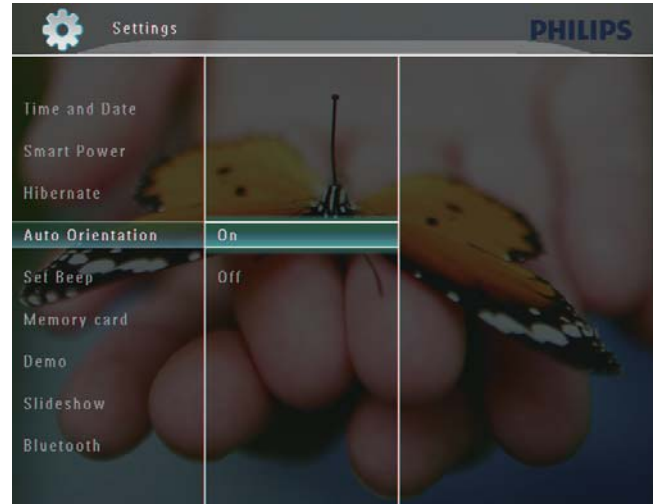 Settings
PHILIPS
Time and Date
Smart Power
Hibernate
Auto Orientation
On
Set Beep
Off
Memory card
Demo
Slideshow
Bluetooth